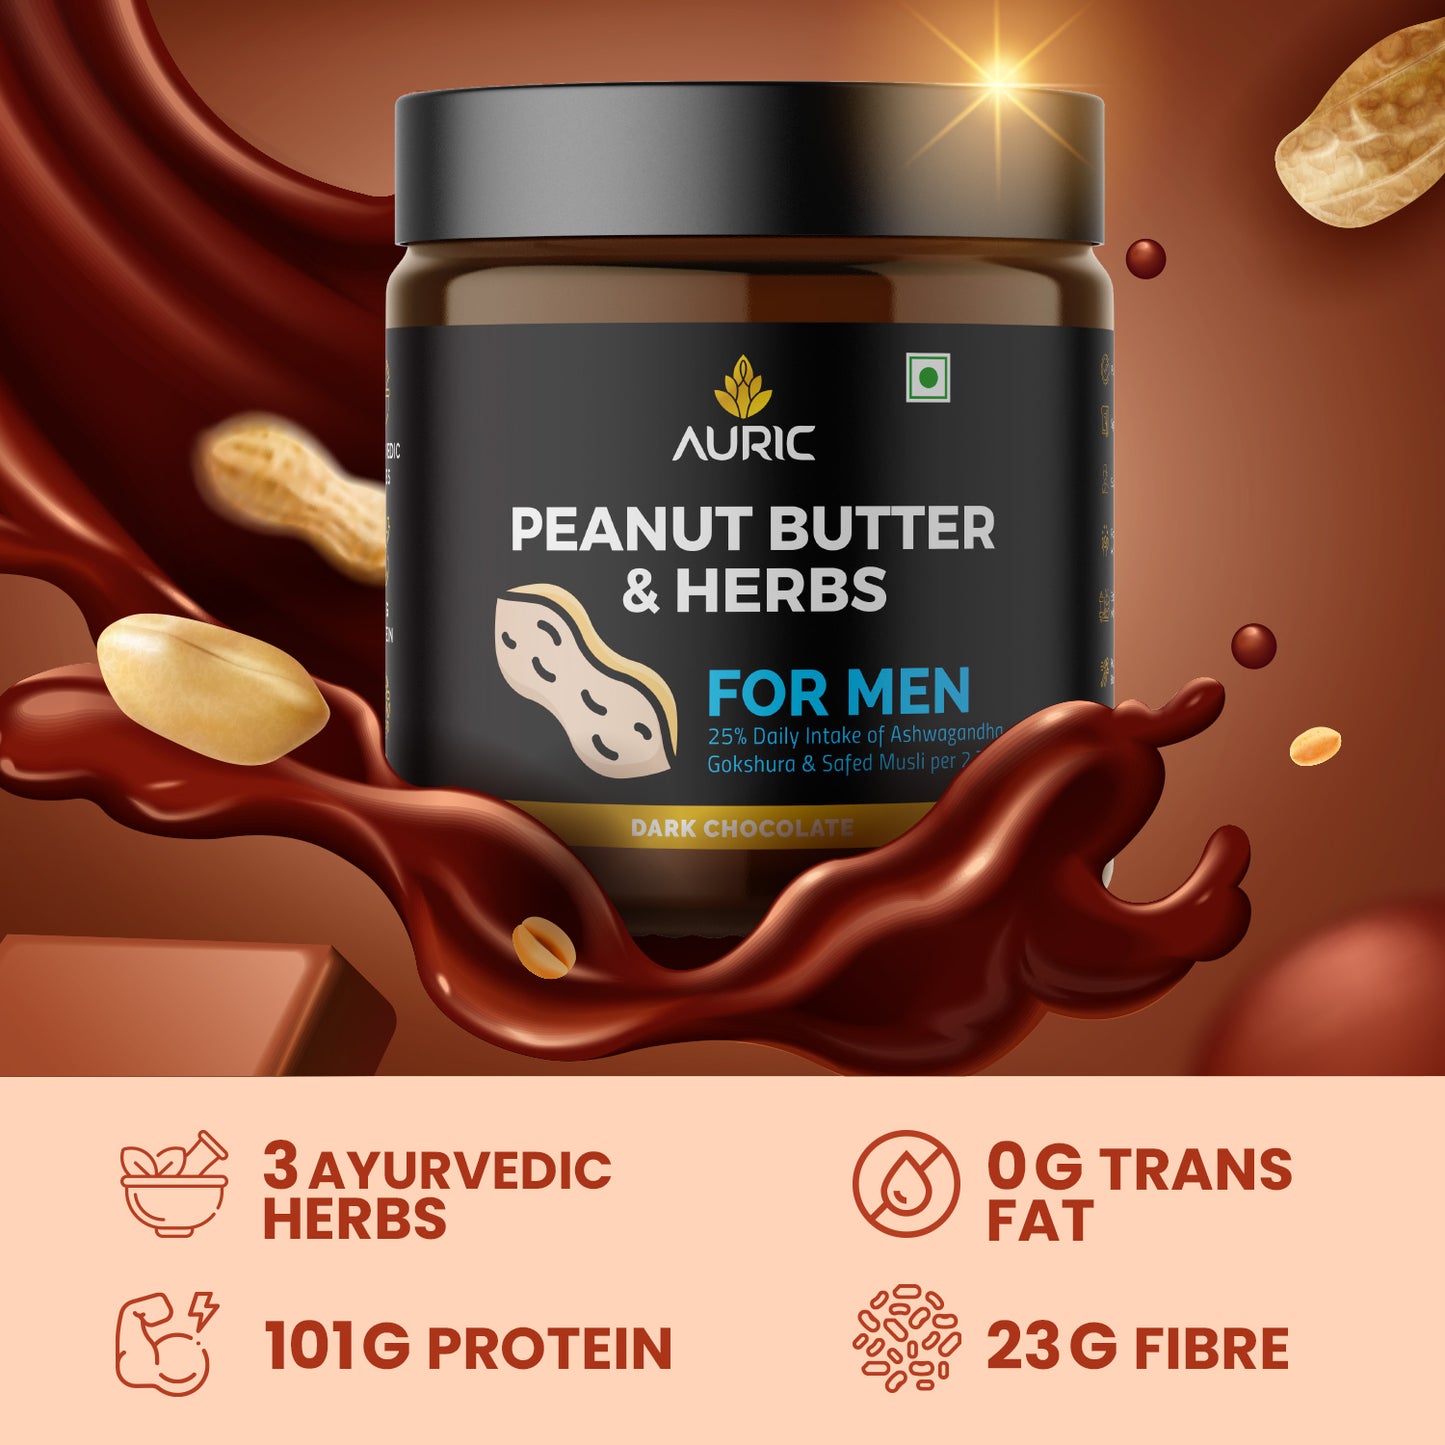 AURIC
PEANUT BUTTER
& HERBS
FOR MEN
25% Daily Intake of Ashwagandha
Gokshura & Safed Musli per
DARK CHOCOLATE
3 AYURVEDIC
HERBS
0G TRANS
FAT
101G PROTEIN
23G FIBRE